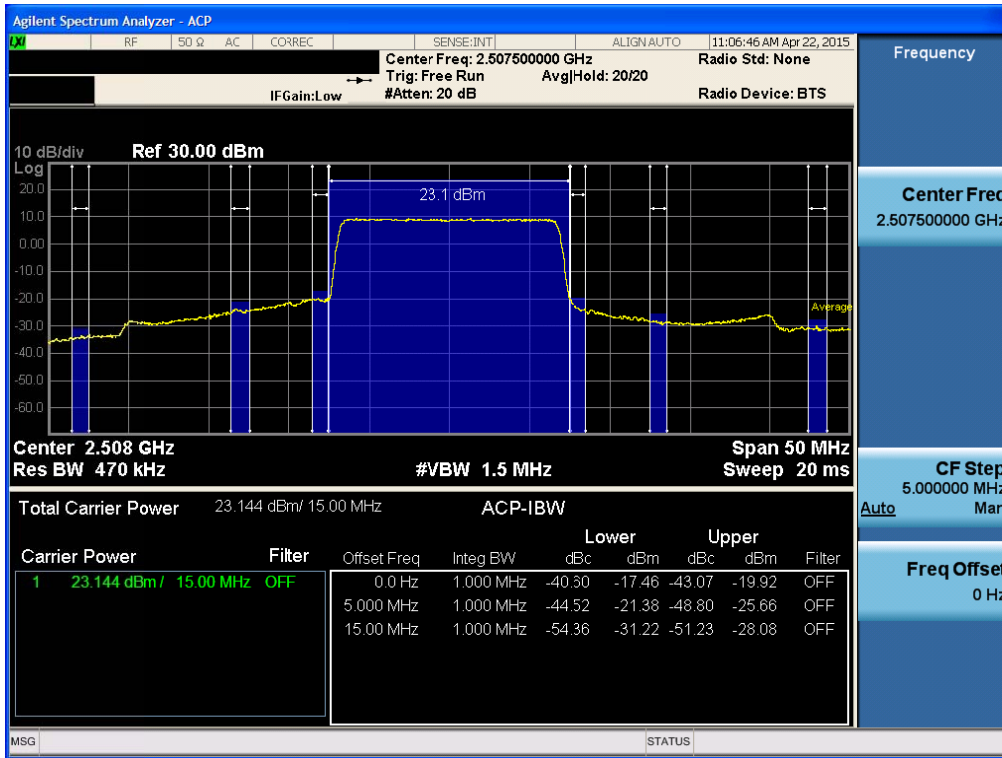 Agilent Spectrum Analyzer - ACP
LXI RF 50 Ω AC CORREC SENSE:INT ALIGN AUTO 11:06:46 AM Apr 22, 2015
Center Freq: 2.507500000 GHz Radio Std: None
Trig: Free Run Avg|Hold: 20/20
IFGain:Low #Atten: 20 dB Radio Device: BTS
10 dB/div Ref 30.00 dBm
Log
20.0
10.0
0.00
-10.0
-20.0
-30.0
-40.0
-50.0
-60.0
23.1 dBm
Average
Center 2.508 GHz Span 50 MHz
Res BW 470 kHz #VBW 1.5 MHz Sweep 20 ms
Total Carrier Power 23.144 dBm/ 15.00 MHz ACP-IBW
Lower Upper
Carrier Power Filter Offset Freq Integ BW dBc dBm dBc dBm Filter
1 23.144 dBm / 15.00 MHz OFF 0.0 Hz 1.000 MHz -40.60 -17.46 -43.07 -19.92 OFF
5.000 MHz 1.000 MHz -44.52 -21.38 -48.80 -25.66 OFF
15.00 MHz 1.000 MHz -54.36 -31.22 -51.23 -28.08 OFF
MSG STATUS
Frequency
Center Freq
2.507500000 GHz
CF Step
5.000000 MHz
Auto Man
Freq Offset
0 Hz